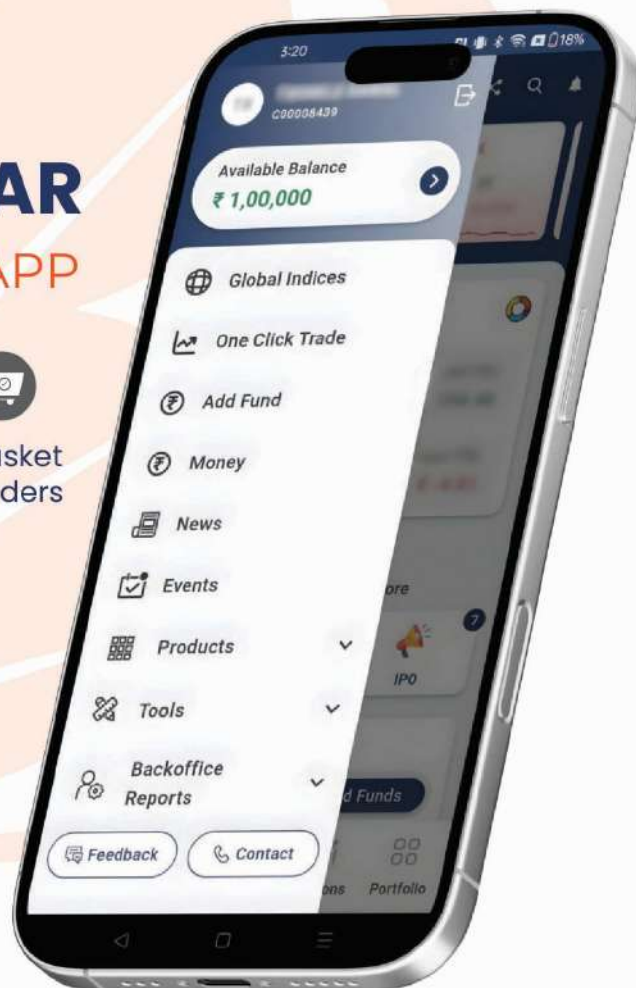 AR
APP
asket
ders
3:20
18%
C00008439
Available Balance
₹ 1,00,000
Global Indices
One Click Trade
Add Fund
Money
News
Events
Products
Tools
Backoffice
Reports
Feedback
Contact
ore
7
IPO
d Funds
ons
Portfolio